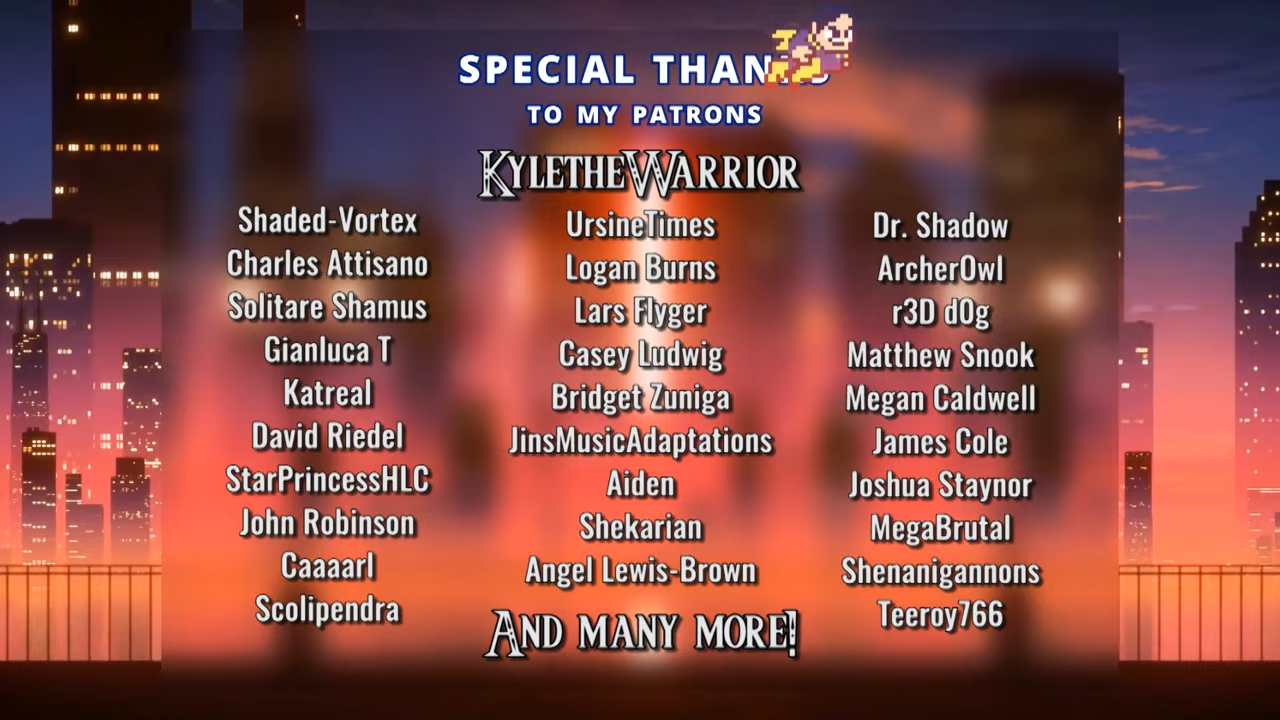 SPECIAL THANKS
TO MY PATRONS
KYLETHEWARRIOR
Shaded-Vortex
Charles Attisano
Solitare Shamus
Gianluca T
Katreal
David Riedel
StarPrincessHLC
John Robinson
Caaaarl
Scolipendra
UrsineTimes
Logan Burns
Lars Flyger
Casey Ludwig
Bridget Zuniga
JinsMusicAdaptations
Aiden
Shekarian
Angel Lewis-Brown
Dr. Shadow
ArcherOwl
r3D dOg
Matthew Snook
Megan Caldwell
James Cole
Joshua Staynor
MegaBrutal
Shenanigannons
Teeroy766
AND MANY MORE!